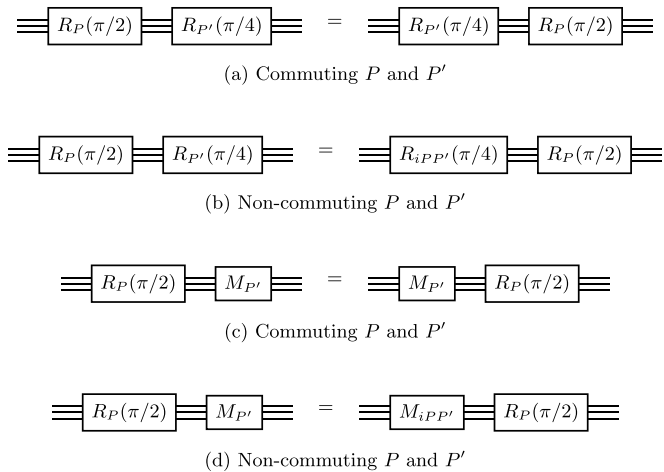 R_P(π/2) R_{P′}(π/4) = R_{P′}(π/4) R_P(π/2)
(a) Commuting P and P′
R_P(π/2) R_{P′}(π/4) = R_{iPP′}(π/4) R_P(π/2)
(b) Non-commuting P and P′
R_P(π/2) M_{P′} = M_{P′} R_P(π/2)
(c) Commuting P and P′
R_P(π/2) M_{P′} = M_{iPP′} R_P(π/2)
(d) Non-commuting P and P′